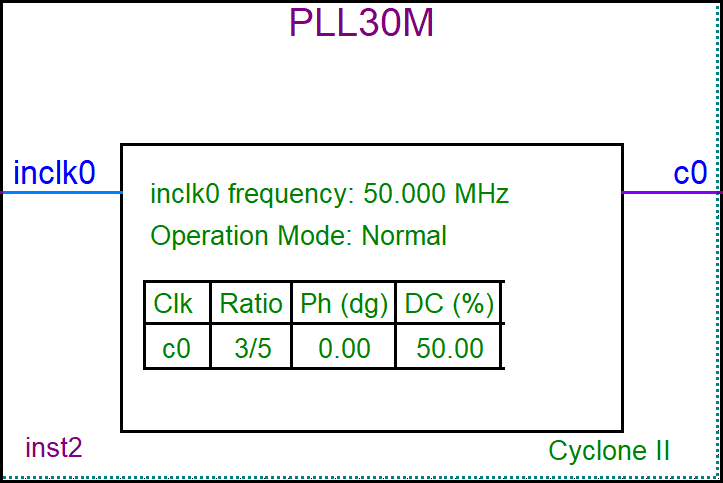 PLL30M
inclk0
c0
inclk0 frequency: 50.000 MHz
Operation Mode: Normal
Clk Ratio Ph (dg) DC (%)
c0 3/5 0.00 50.00
inst2
Cyclone II